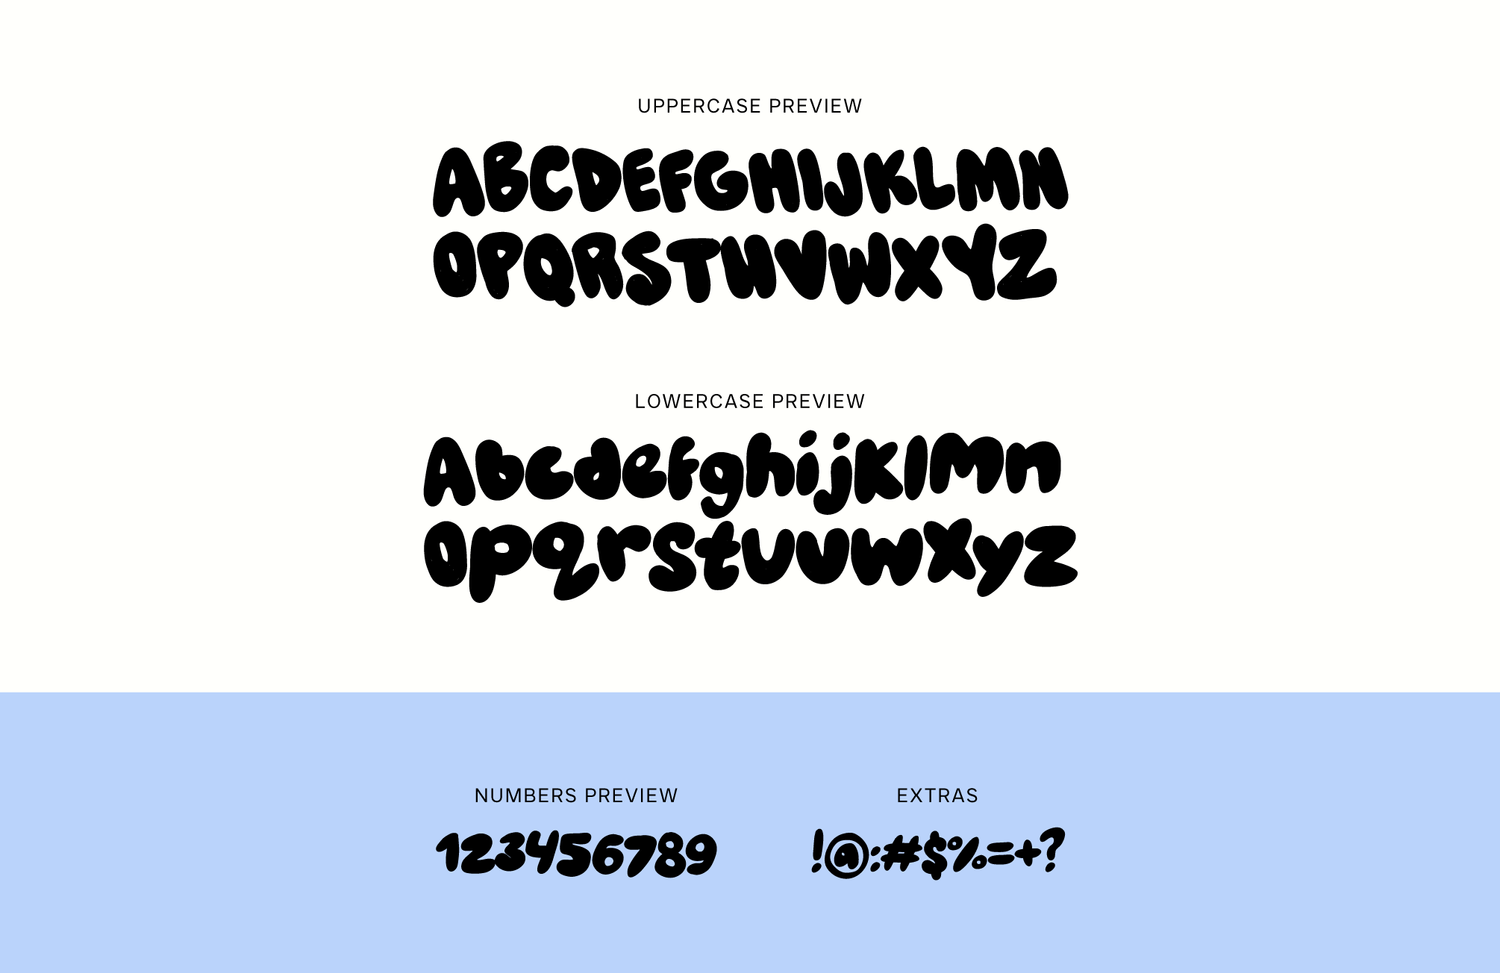 UPPERCASE PREVIEW
ABCDEFGHIJKLMN
OPQRSTUVWXYZ
LOWERCASE PREVIEW
Abcdefghijklmn
opqrstuvwxyz
NUMBERS PREVIEW
123456789
EXTRAS
!@:#$%=+?